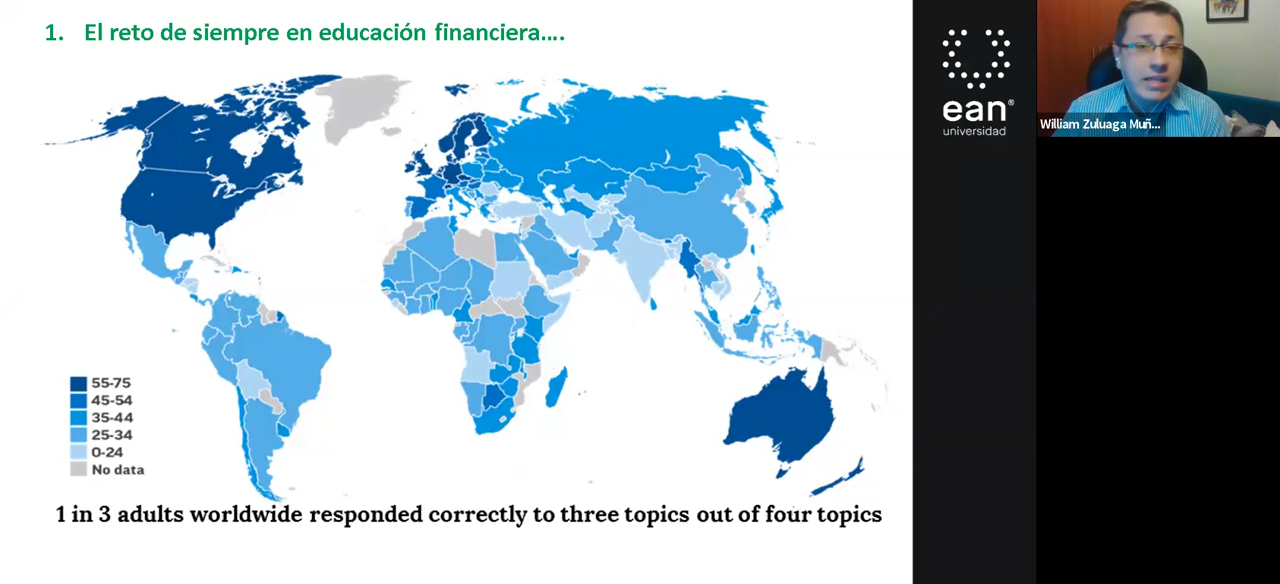 1. El reto de siempre en educación financiera....
ean®
universidad
William Zuluaga Muñ...
55-75
45-54
35-44
25-34
0-24
No data
1 in 3 adults worldwide responded correctly to three topics out of four topics